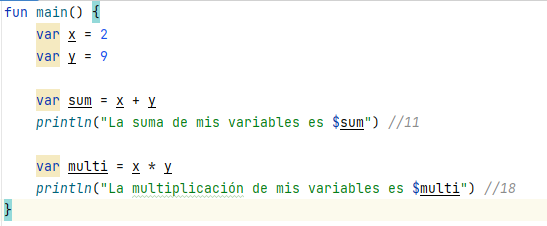 fun main() {
var x = 2
var y = 9
var sum = x + y
println("La suma de mis variables es $sum") //11
var multi = x * y
println("La multiplicación de mis variables es $multi") //18
}